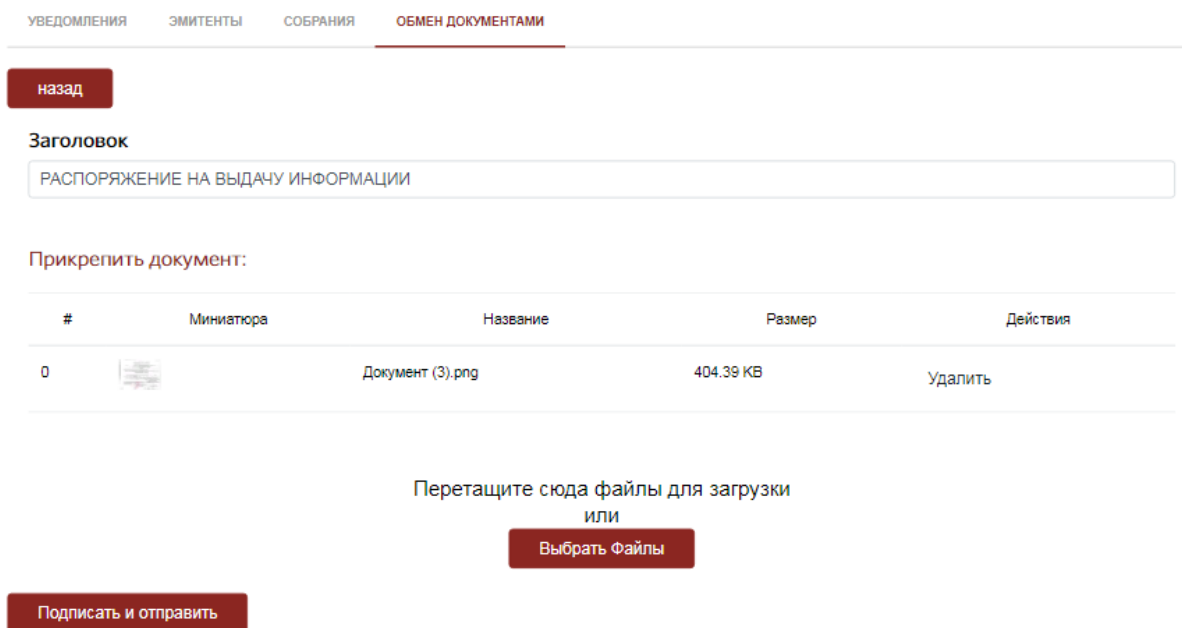 УВЕДОМЛЕНИЯ ЭМИТЕНТЫ СОБРАНИЯ ОБМЕН ДОКУМЕНТАМИ
назад
Заголовок
РАСПОРЯЖЕНИЕ НА ВЫДАЧУ ИНФОРМАЦИИ
Прикрепить документ:
# Миниатюра Название Размер Действия
0 Документ (3).png 404.39 KB Удалить
Перетащите сюда файлы для загрузки
или
Выбрать Файлы
Подписать и отправить